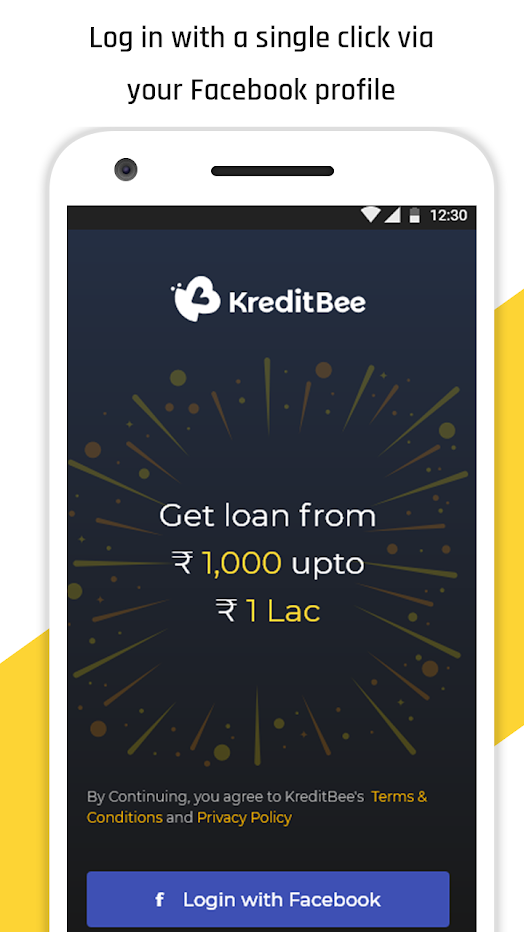 Log in with a single click via
your Facebook profile
12:30
KreditBee
Get loan from
₹ 1,000 upto
₹ 1 Lac
By Continuing, you agree to KreditBee's Terms &
Conditions and Privacy Policy
f Login with Facebook